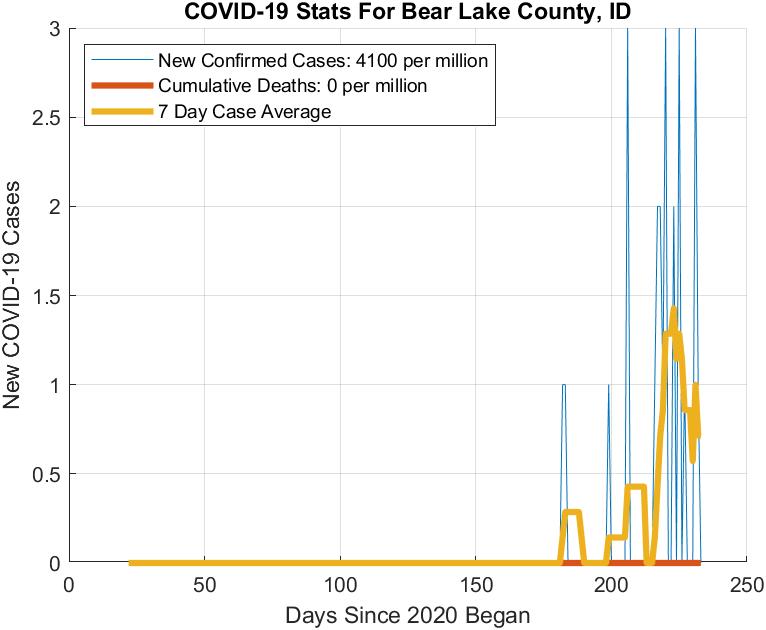 COVID-19 Stats For Bear Lake County, ID
New Confirmed Cases: 4100 per million
Cumulative Deaths: 0 per million
7 Day Case Average
New COVID-19 Cases
3
2.5
2
1.5
1
0.5
0
0 50 100 150 200 250
Days Since 2020 Began